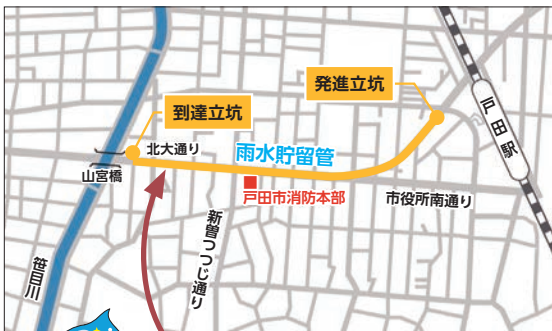 発進立坑
到達立坑
戸田駅
北大通り
雨水貯留管
山宮橋
戸田市消防本部
市役所南通り
新曽つつじ通り
笹目川